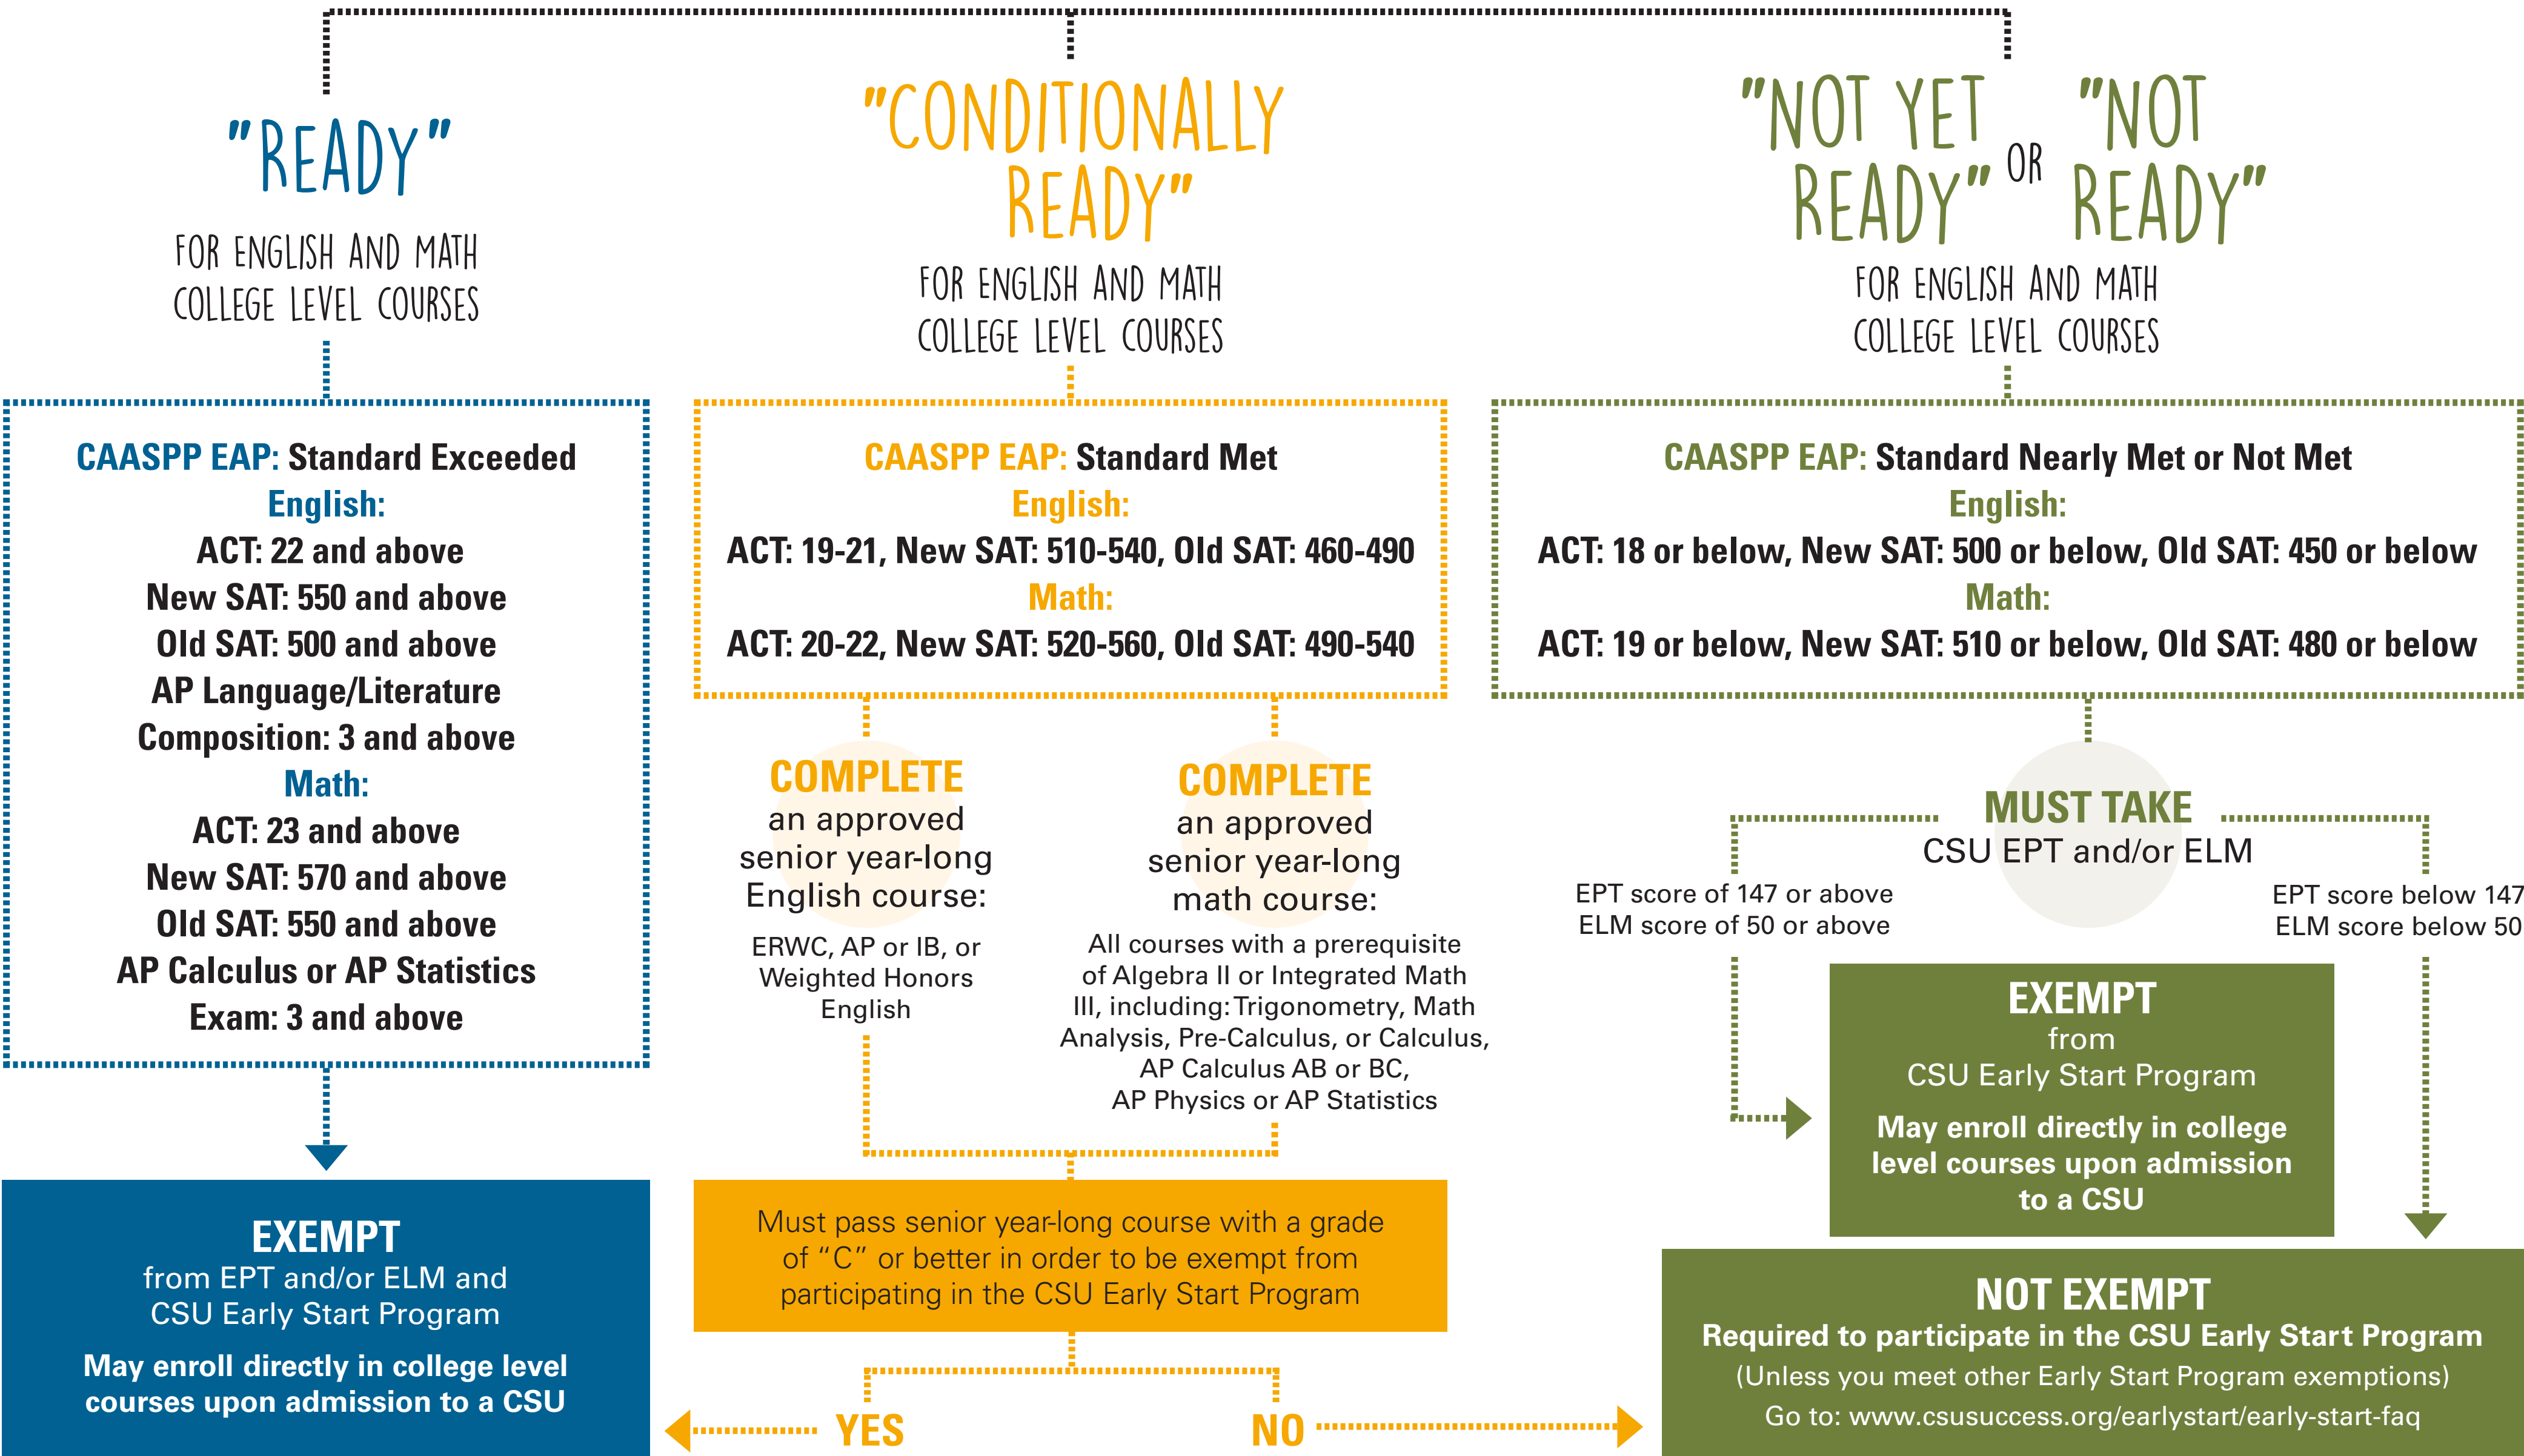 "READY"
FOR ENGLISH AND MATH
COLLEGE LEVEL COURSES
CAASPP EAP: Standard Exceeded
English:
ACT: 22 and above
New SAT: 550 and above
Old SAT: 500 and above
AP Language/Literature
Composition: 3 and above
Math:
ACT: 23 and above
New SAT: 570 and above
Old SAT: 550 and above
AP Calculus or AP Statistics
Exam: 3 and above
EXEMPT
from EPT and/or ELM and
CSU Early Start Program
May enroll directly in college level
courses upon admission to a CSU
"CONDITIONALLY
READY"
FOR ENGLISH AND MATH
COLLEGE LEVEL COURSES
CAASPP EAP: Standard Met
English:
ACT: 19-21, New SAT: 510-540, Old SAT: 460-490
Math:
ACT: 20-22, New SAT: 520-560, Old SAT: 490-540
COMPLETE
an approved
senior year-long
English course:
ERWC, AP or IB, or
Weighted Honors
English
COMPLETE
an approved
senior year-long
math course:
All courses with a prerequisite
of Algebra II or Integrated Math
III, including: Trigonometry, Math
Analysis, Pre-Calculus, or Calculus,
AP Calculus AB or BC,
AP Physics or AP Statistics
Must pass senior year-long course with a grade
of “C” or better in order to be exempt from
participating in the CSU Early Start Program
YES
NO
"NOT YET
READY"
OR
"NOT
READY"
FOR ENGLISH AND MATH
COLLEGE LEVEL COURSES
CAASPP EAP: Standard Nearly Met or Not Met
English:
ACT: 18 or below, New SAT: 500 or below, Old SAT: 450 or below
Math:
ACT: 19 or below, New SAT: 510 or below, Old SAT: 480 or below
MUST TAKE
CSU EPT and/or ELM
EPT score of 147 or above
ELM score of 50 or above
EPT score below 147
ELM score below 50
EXEMPT
from
CSU Early Start Program
May enroll directly in college
level courses upon admission
to a CSU
NOT EXEMPT
Required to participate in the CSU Early Start Program
(Unless you meet other Early Start Program exemptions)
Go to: www.csusuccess.org/earlystart/early-start-faq